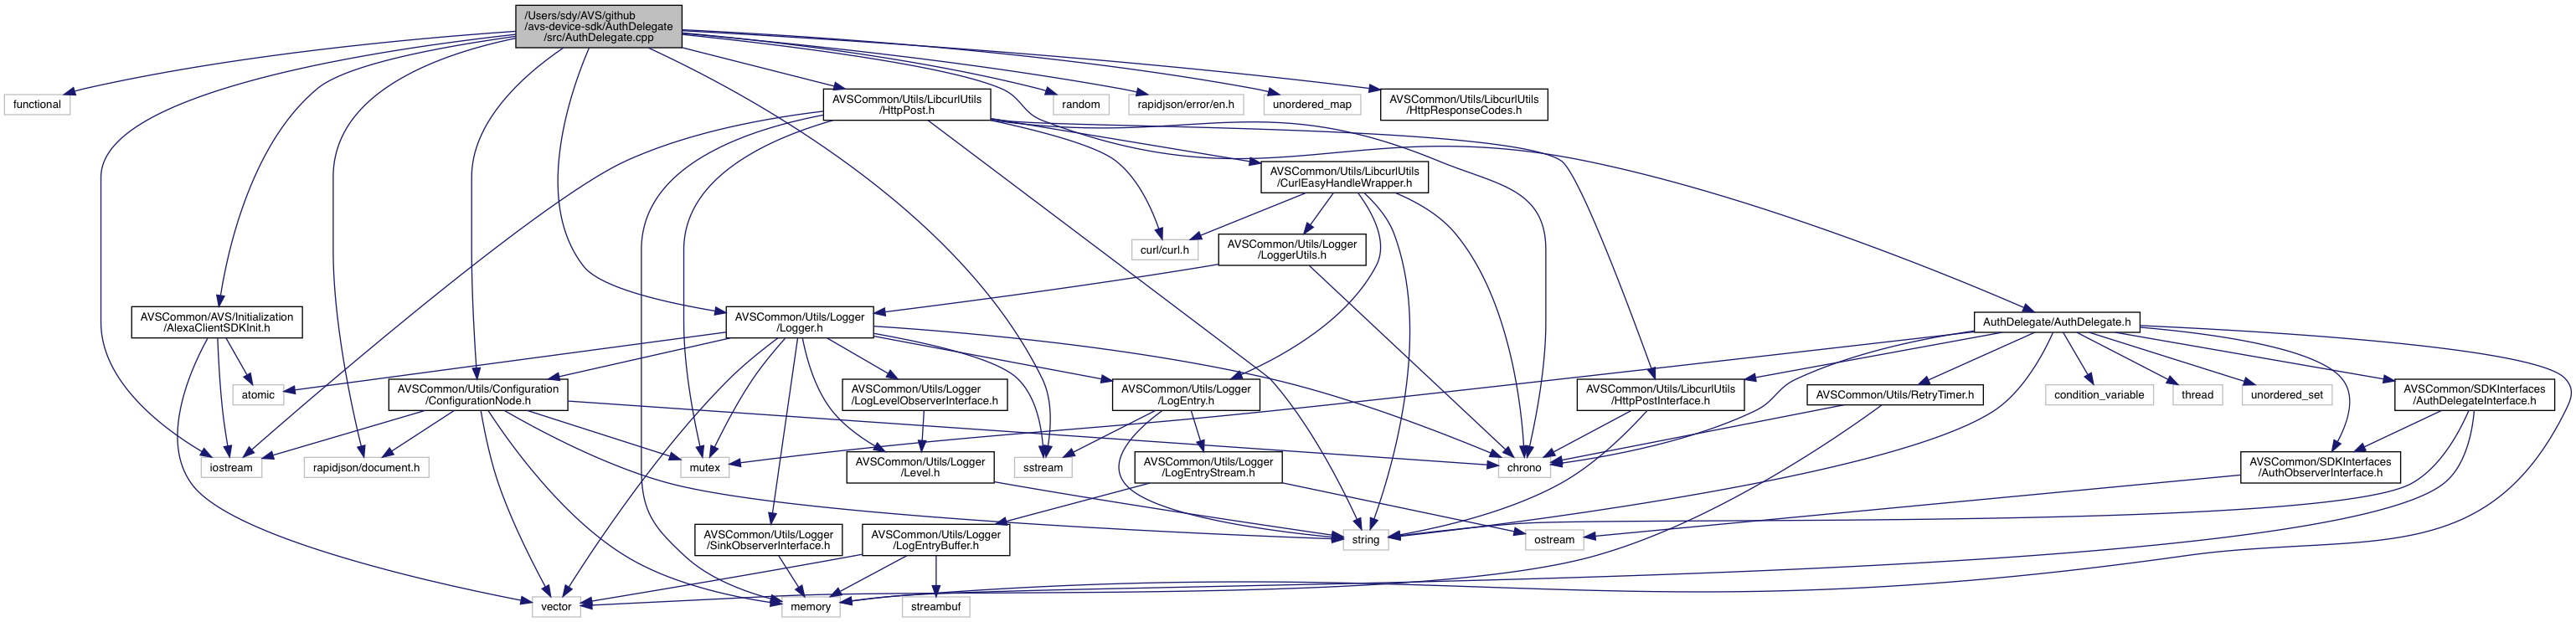 /Users/sdy/AVS/github
/avs-device-sdk/AuthDelegate
/src/AuthDelegate.cpp
functional
AVSCommon/Utils/LibcurlUtils
/HttpPost.h
random
rapidjson/error/en.h
unordered_map
AVSCommon/Utils/LibcurlUtils
/HttpResponseCodes.h
AVSCommon/Utils/LibcurlUtils
/CurlEasyHandleWrapper.h
curl/curl.h
AVSCommon/Utils/Logger
/LoggerUtils.h
AVSCommon/AVS/Initialization
/AlexaClientSDKInit.h
AVSCommon/Utils/Logger
/Logger.h
AuthDelegate/AuthDelegate.h
atomic
AVSCommon/Utils/Configuration
/ConfigurationNode.h
AVSCommon/Utils/Logger
/LogLevelObserverInterface.h
AVSCommon/Utils/Logger
/LogEntry.h
AVSCommon/Utils/LibcurlUtils
/HttpPostInterface.h
AVSCommon/Utils/RetryTimer.h
condition_variable
thread
unordered_set
AVSCommon/SDKInterfaces
/AuthDelegateInterface.h
iostream
rapidjson/document.h
mutex
AVSCommon/Utils/Logger
/Level.h
sstream
AVSCommon/Utils/Logger
/LogEntryStream.h
chrono
AVSCommon/SDKInterfaces
/AuthObserverInterface.h
AVSCommon/Utils/Logger
/SinkObserverInterface.h
AVSCommon/Utils/Logger
/LogEntryBuffer.h
string
ostream
vector
memory
streambuf